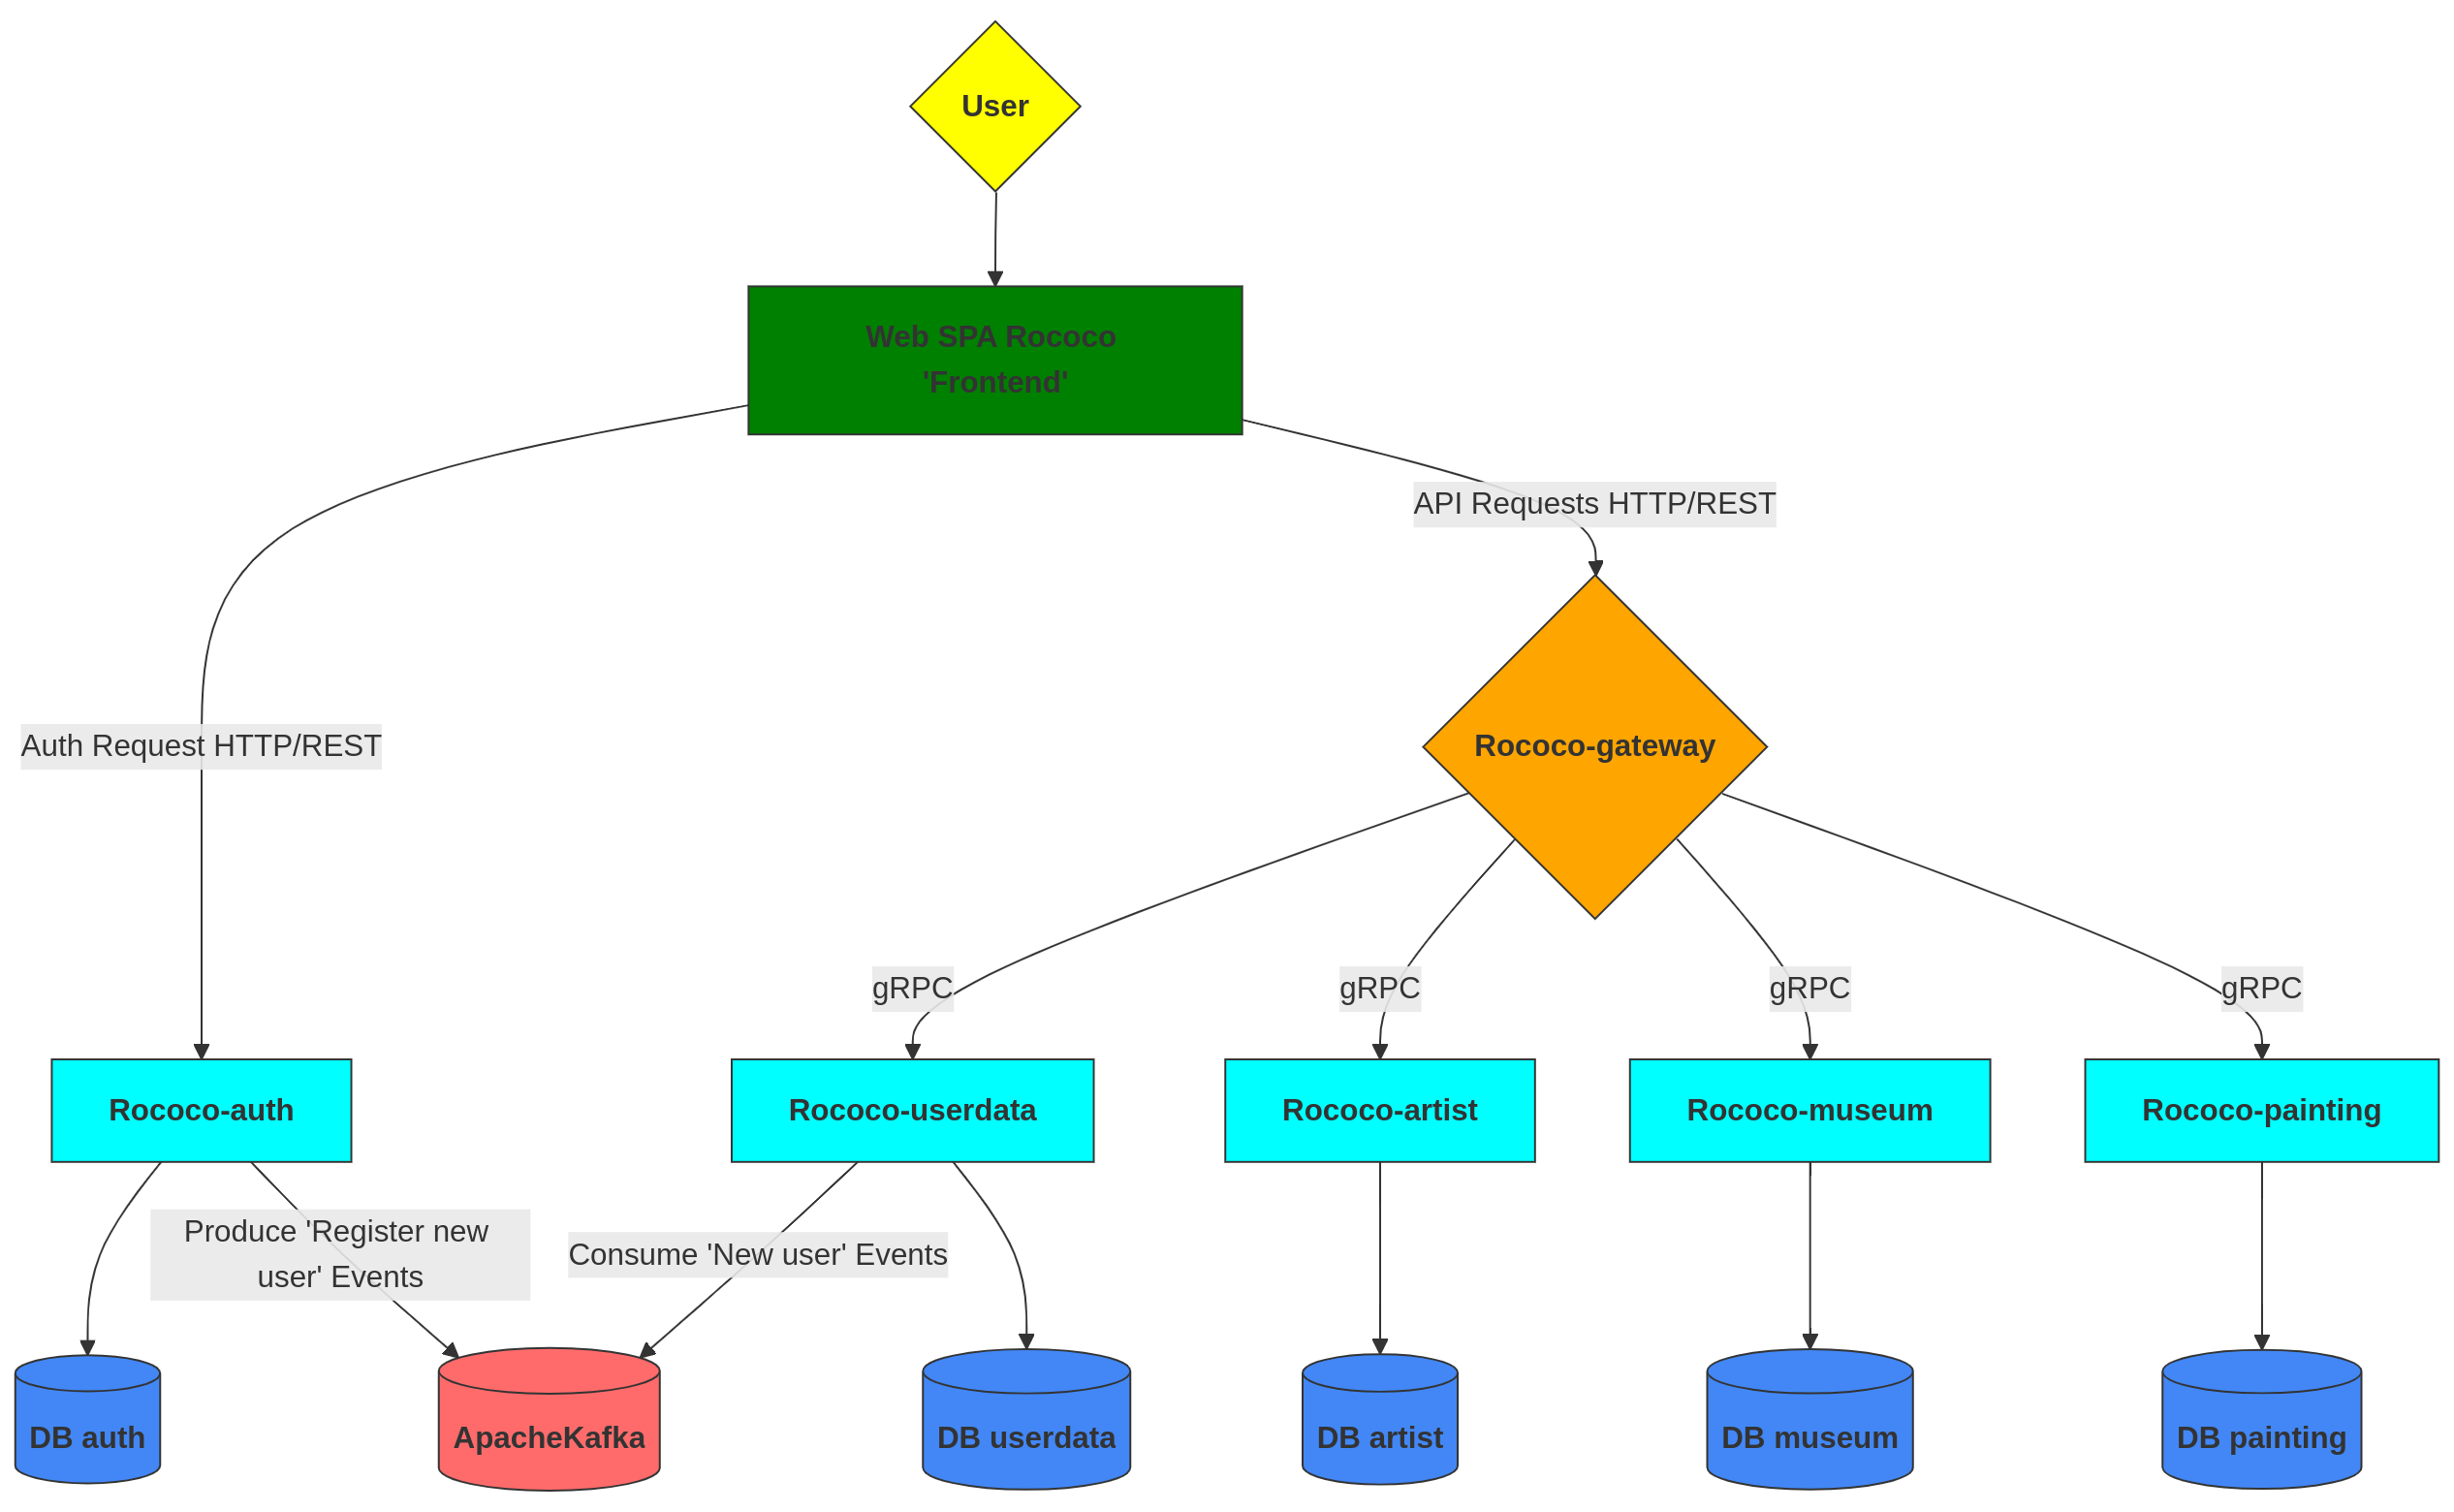 User
Web SPA Rococo
'Frontend'
API Requests HTTP/REST
Auth Request HTTP/REST
Rococo-gateway
gRPC
gRPC
gRPC
gRPC
Rococo-auth
Rococo-userdata
Rococo-artist
Rococo-museum
Rococo-painting
Produce 'Register new
user' Events
Consume 'New user' Events
DB auth
ApacheKafka
DB userdata
DB artist
DB museum
DB painting